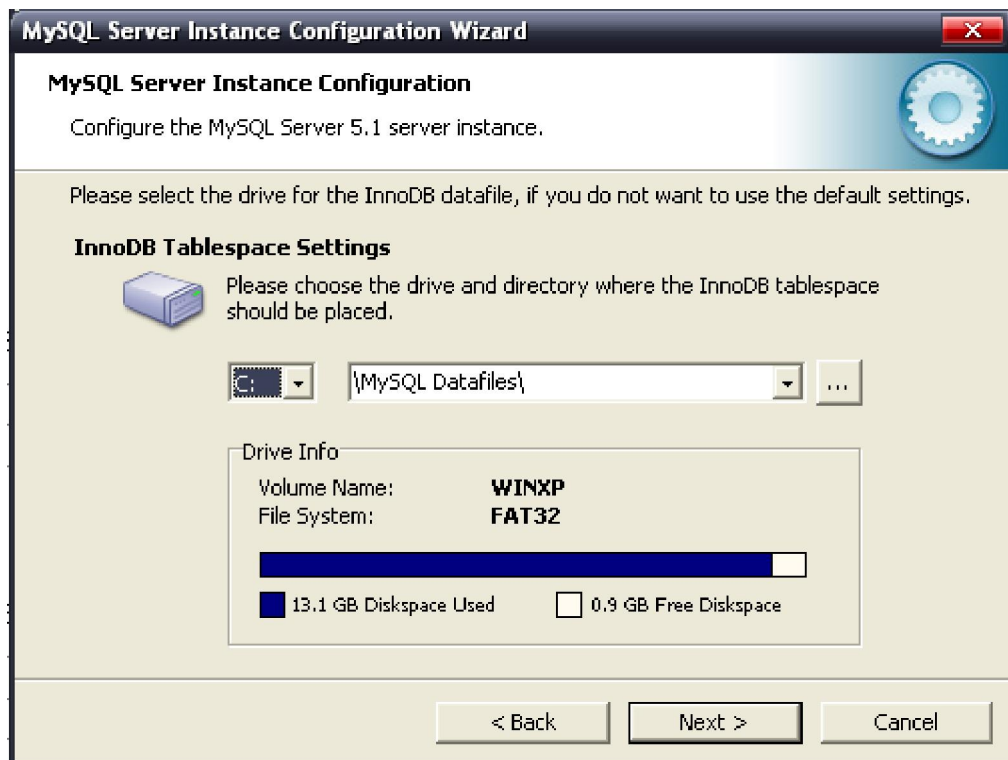 MySQL Server Instance Configuration Wizard
MySQL Server Instance Configuration
Configure the MySQL Server 5.1 server instance.
Please select the drive for the InnoDB datafile, if you do not want to use the default settings.
InnoDB Tablespace Settings
Please choose the drive and directory where the InnoDB tablespace
should be placed.
C: \MySQL Datafiles\ ...
Drive Info
Volume Name: WINXP
File System: FAT32
13.1 GB Diskspace Used 0.9 GB Free Diskspace
< Back Next > Cancel